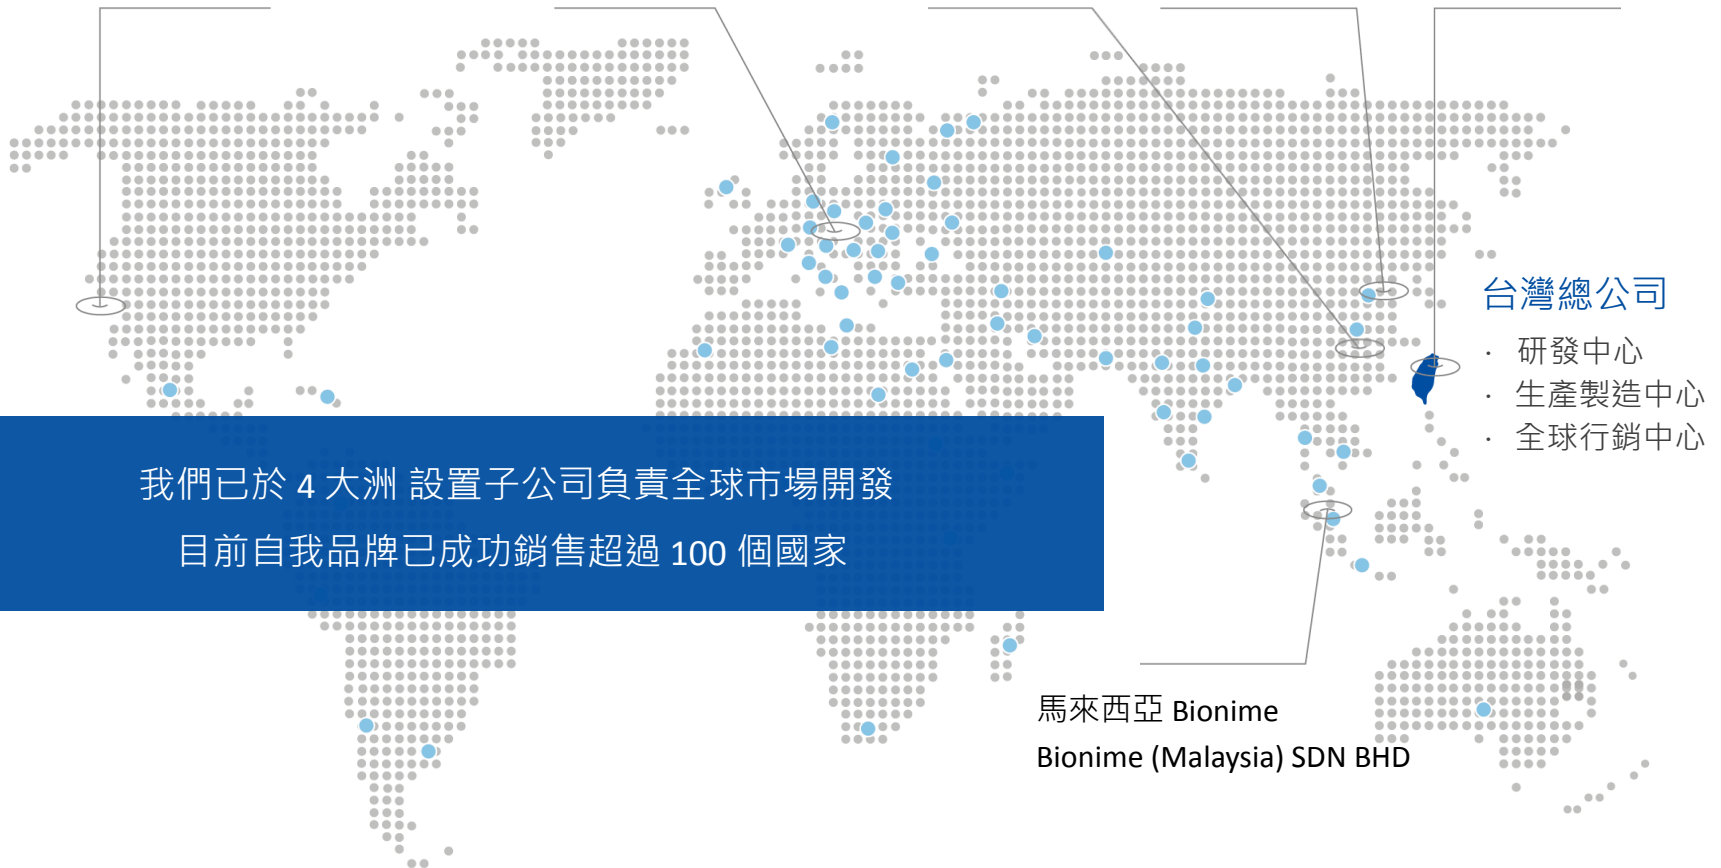 台灣總公司
· 研發中心
· 生產製造中心
· 全球行銷中心
我們已於 4 大洲 設置子公司負責全球市場開發
目前自我品牌已成功銷售超過 100 個國家
馬來西亞 Bionime
Bionime (Malaysia) SDN BHD